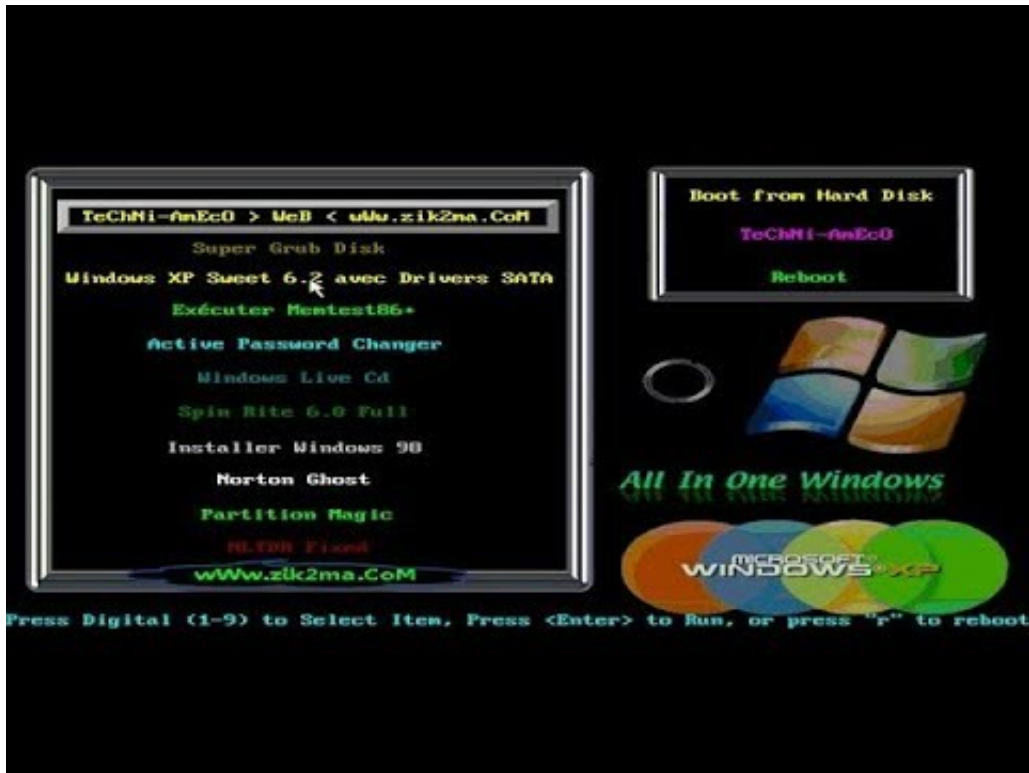 TeChNi-AmEcO > WeB < wWw.zik2ma.CoM
Super Grub Disk
Windows XP Sweet 6.2 avec Drivers SATA
Exécuter Memtest86+
Active Password Changer
Windows Live Cd
Spin Rite 6.0 Full
Installer Windows 98
Norton Ghost
Partition Magic
NLTDR Fixed
wWw.zik2ma.CoM
Boot from Hard Disk
TeChNi-AmEcO
Reboot
All In One Windows
MICROSOFT®
WINDOWS®XP
Press Digital (1-9) to Select Item, Press <Enter> to Run, or press "r" to reboot